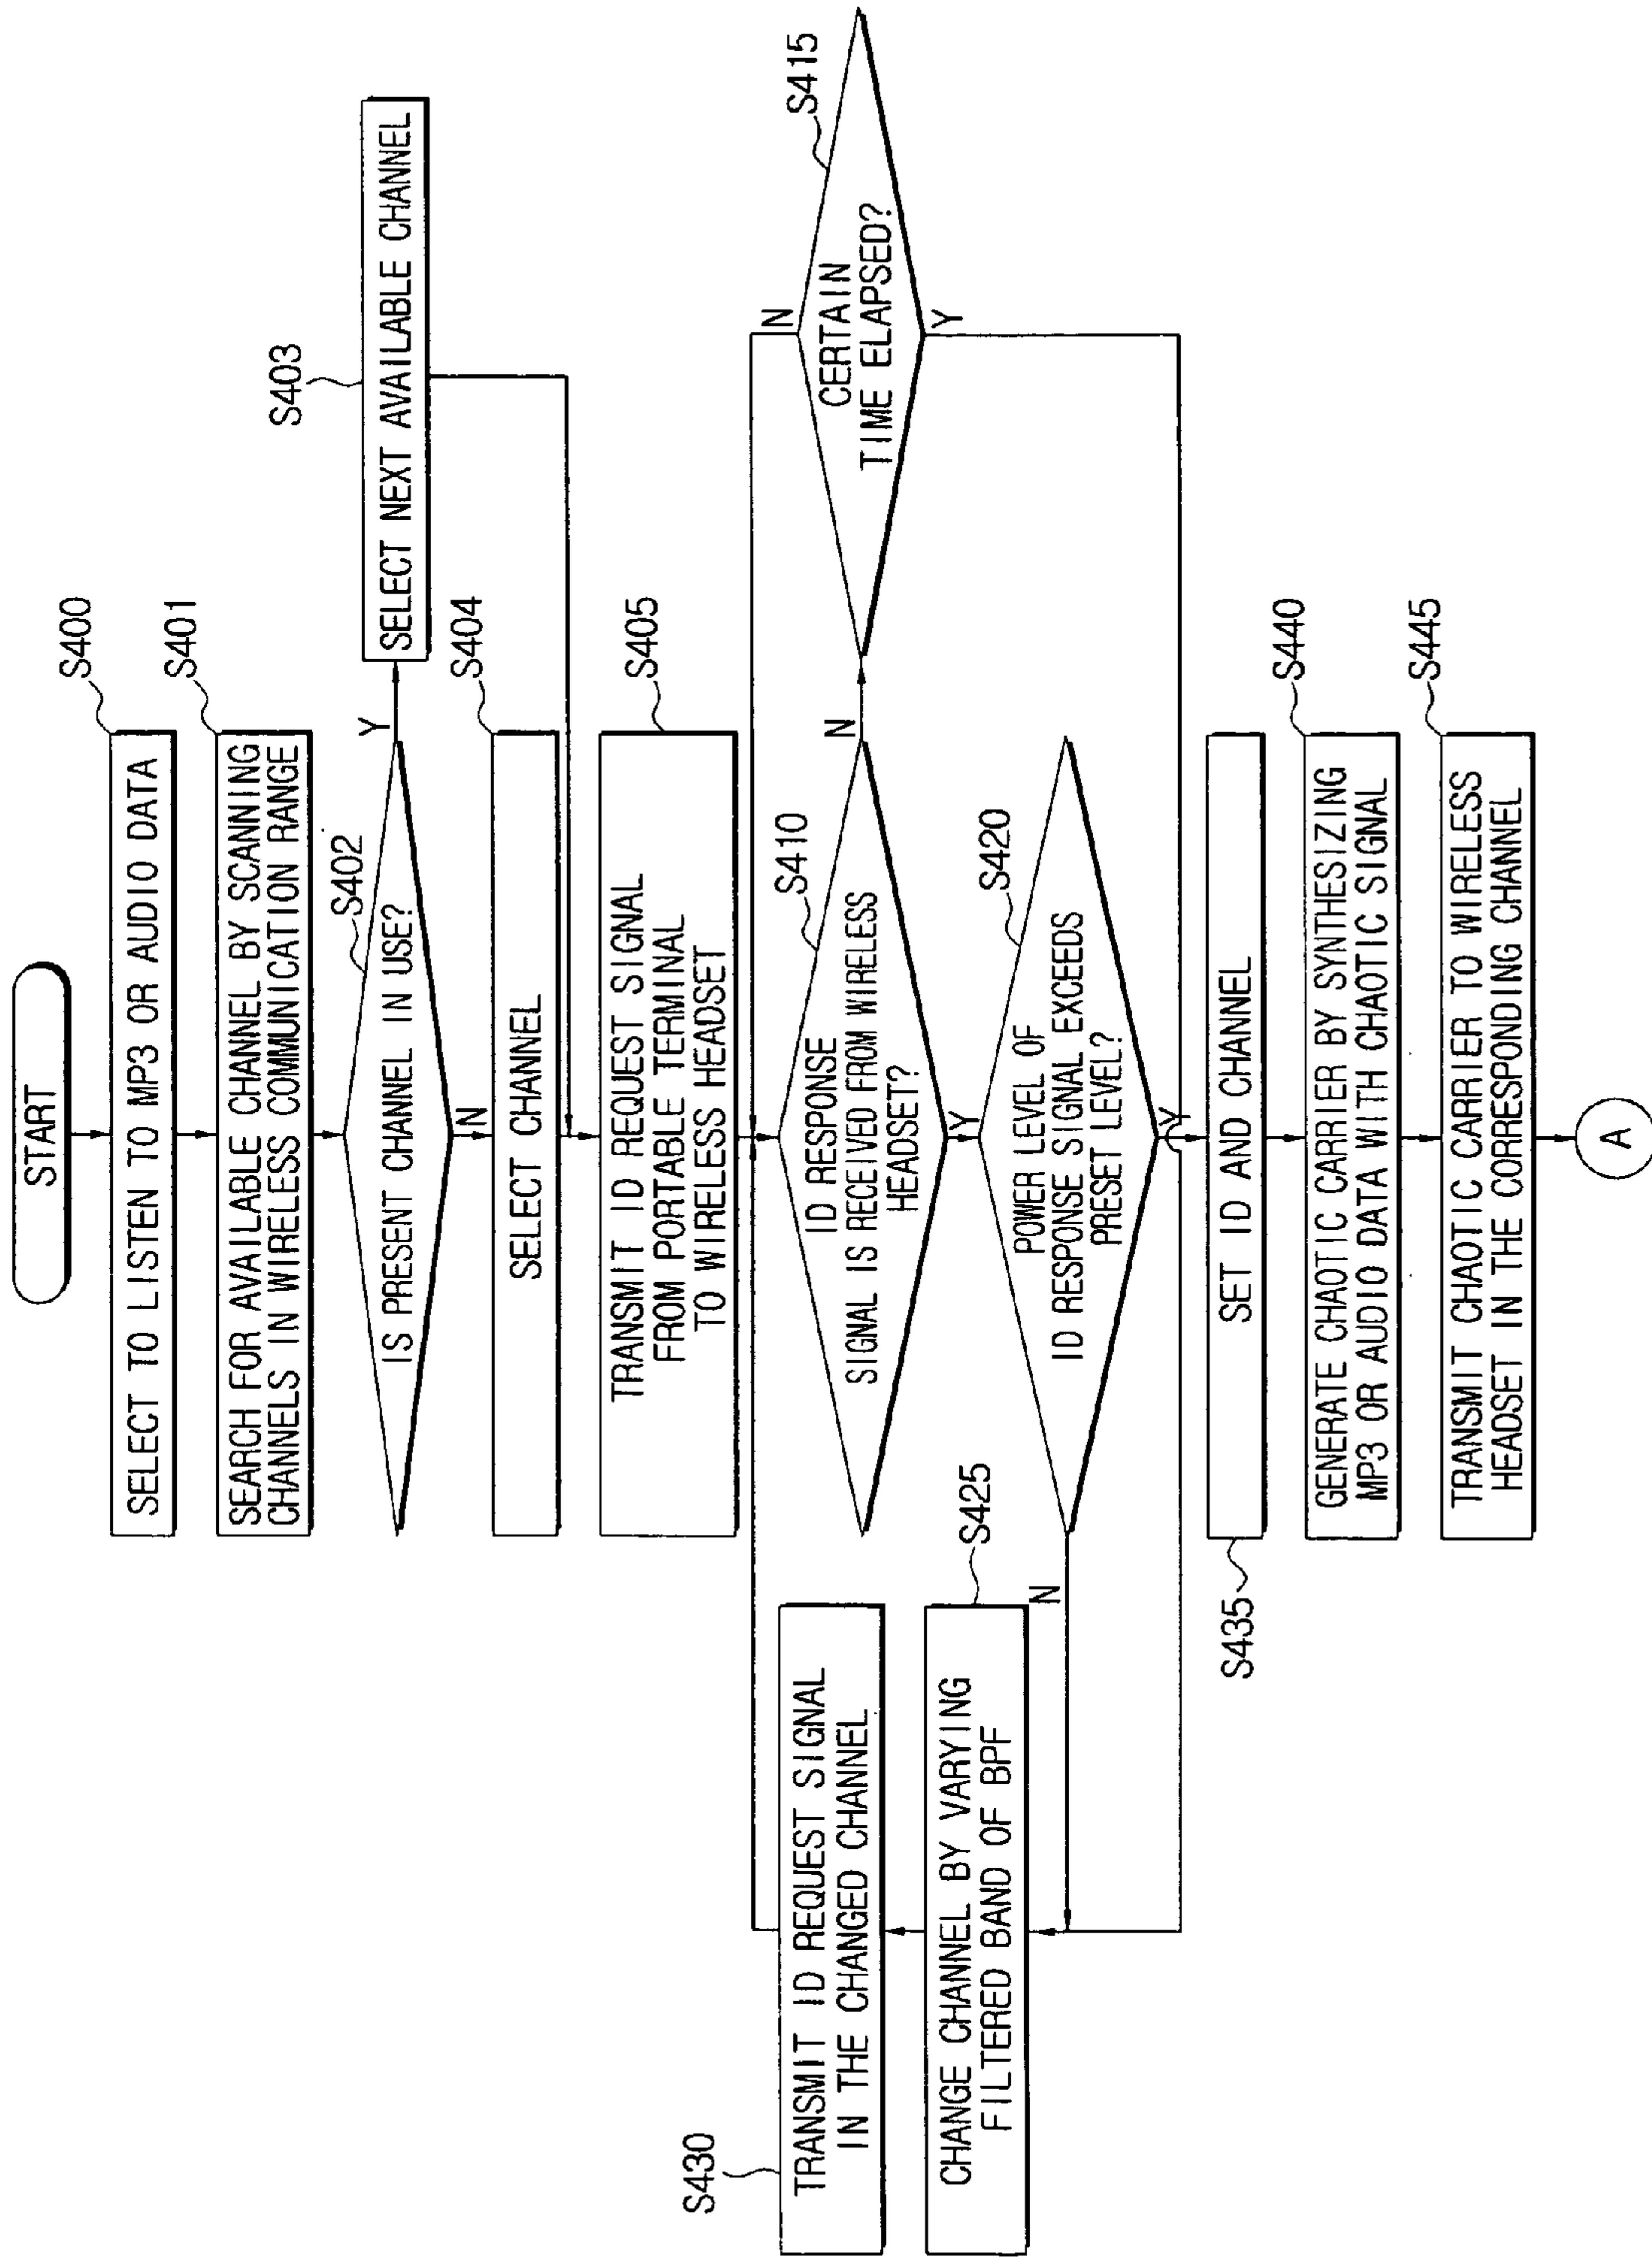 START
S400
SELECT TO LISTEN TO MP3 OR AUDIO DATA
S401
SEARCH FOR AVAILABLE CHANNEL BY SCANNING
CHANNELS IN WIRELESS COMMUNICATION RANGE
S402
IS PRESENT CHANNEL IN USE?
Y
N
S403
SELECT NEXT AVAILABLE CHANNEL
S404
SELECT CHANNEL
S405
TRANSMIT ID REQUEST SIGNAL
FROM PORTABLE TERMINAL
TO WIRELESS HEADSET
S410
ID RESPONSE
SIGNAL IS RECEIVED FROM WIRELESS
HEADSET?
N
Y
S415
CERTAIN
TIME ELAPSED?
N
Y
S420
POWER LEVEL OF
ID RESPONSE SIGNAL EXCEEDS
PRESET LEVEL?
N
Y
S430
TRANSMIT ID REQUEST SIGNAL
IN THE CHANGED CHANNEL
S425
CHANGE CHANNEL BY VARYING
FILTERED BAND OF BPF
S435
SET ID AND CHANNEL
S440
GENERATE CHAOTIC CARRIER BY SYNTHESIZING
MP3 OR AUDIO DATA WITH CHAOTIC SIGNAL
S445
TRANSMIT CHAOTIC CARRIER TO WIRELESS
HEADSET IN THE CORRESPONDING CHANNEL
A